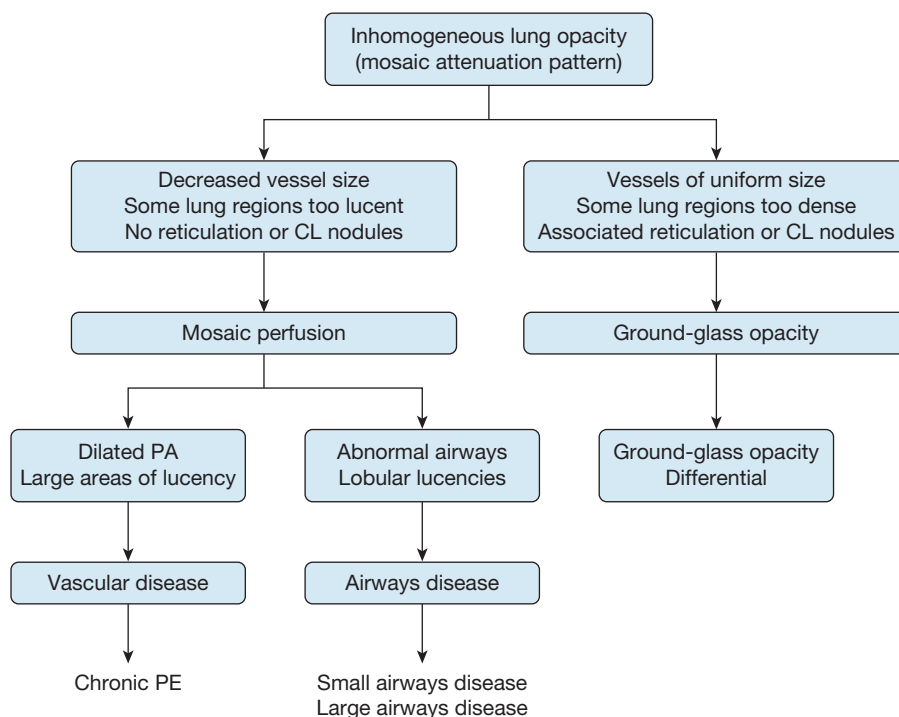 Inhomogeneous lung opacity
(mosaic attenuation pattern)
Decreased vessel size
Some lung regions too lucent
No reticulation or CL nodules
Vessels of uniform size
Some lung regions too dense
Associated reticulation or CL nodules
Mosaic perfusion
Ground-glass opacity
Dilated PA
Large areas of lucency
Abnormal airways
Lobular lucencies
Ground-glass opacity
Differential
Vascular disease
Airways disease
Chronic PE
Small airways disease
Large airways disease